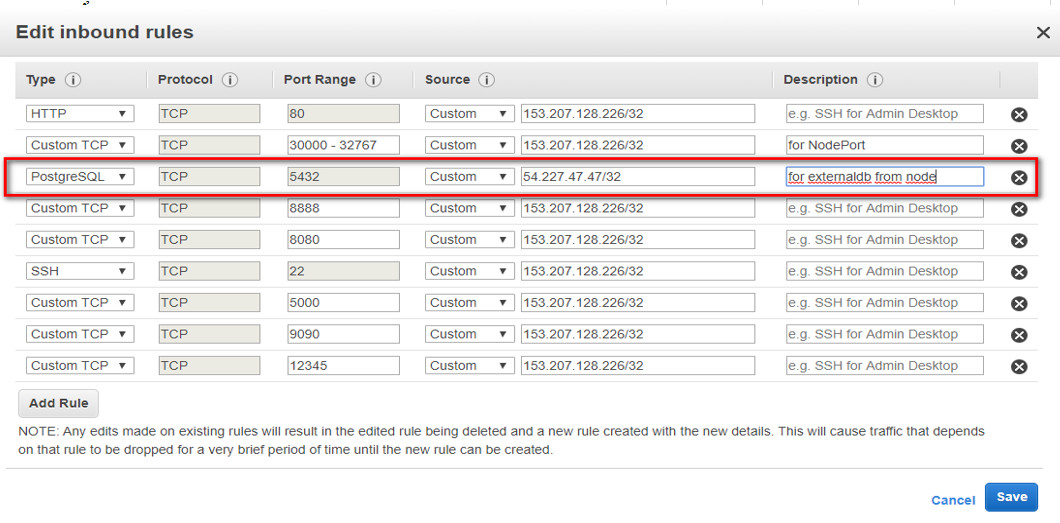 Edit inbound rules
Type Protocol Port Range Source Description
HTTP TCP 80 Custom 153.207.128.226/32 e.g. SSH for Admin Desktop
Custom TCP TCP 30000 - 32767 Custom 153.207.128.226/32 for NodePort
PostgreSQL TCP 5432 Custom 54.227.47.47/32 for externaldb from node
Custom TCP TCP 8888 Custom 153.207.128.226/32 e.g. SSH for Admin Desktop
Custom TCP TCP 8080 Custom 153.207.128.226/32 e.g. SSH for Admin Desktop
SSH TCP 22 Custom 153.207.128.226/32 e.g. SSH for Admin Desktop
Custom TCP TCP 5000 Custom 153.207.128.226/32 e.g. SSH for Admin Desktop
Custom TCP TCP 9090 Custom 153.207.128.226/32 e.g. SSH for Admin Desktop
Custom TCP TCP 12345 Custom 153.207.128.226/32 e.g. SSH for Admin Desktop
Add Rule
NOTE: Any edits made on existing rules will result in the edited rule being deleted and a new rule created with the new details. This will cause traffic that depends
on that rule to be dropped for a very brief period of time until the new rule can be created.
Cancel Save